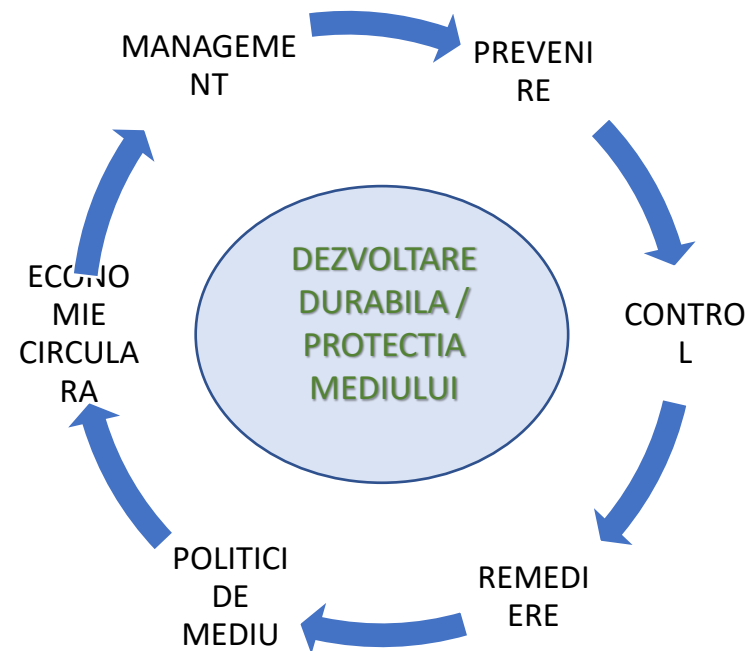 MANAGEME
NT
PREVENI
RE
CONTRO
L
REMEDI
ERE
POLITICI
DE
MEDIU
ECONO
MIE
CIRCULA
RA
DEZVOLTARE
DURABILA /
PROTECTIA
MEDIULUI